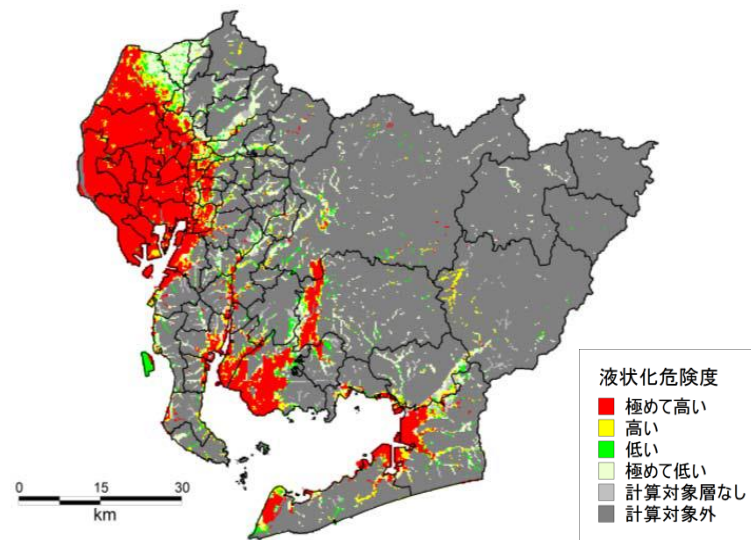 液状化危険度
極めて高い
高い
低い
極めて低い
計算対象層なし
計算対象外
0 15 30
km